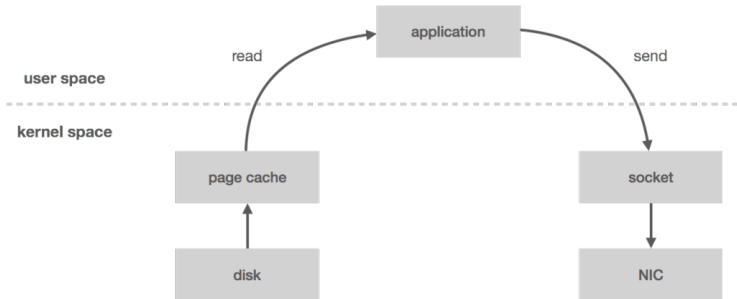 application
read
send
user space
kernel space
page cache
socket
disk
NIC